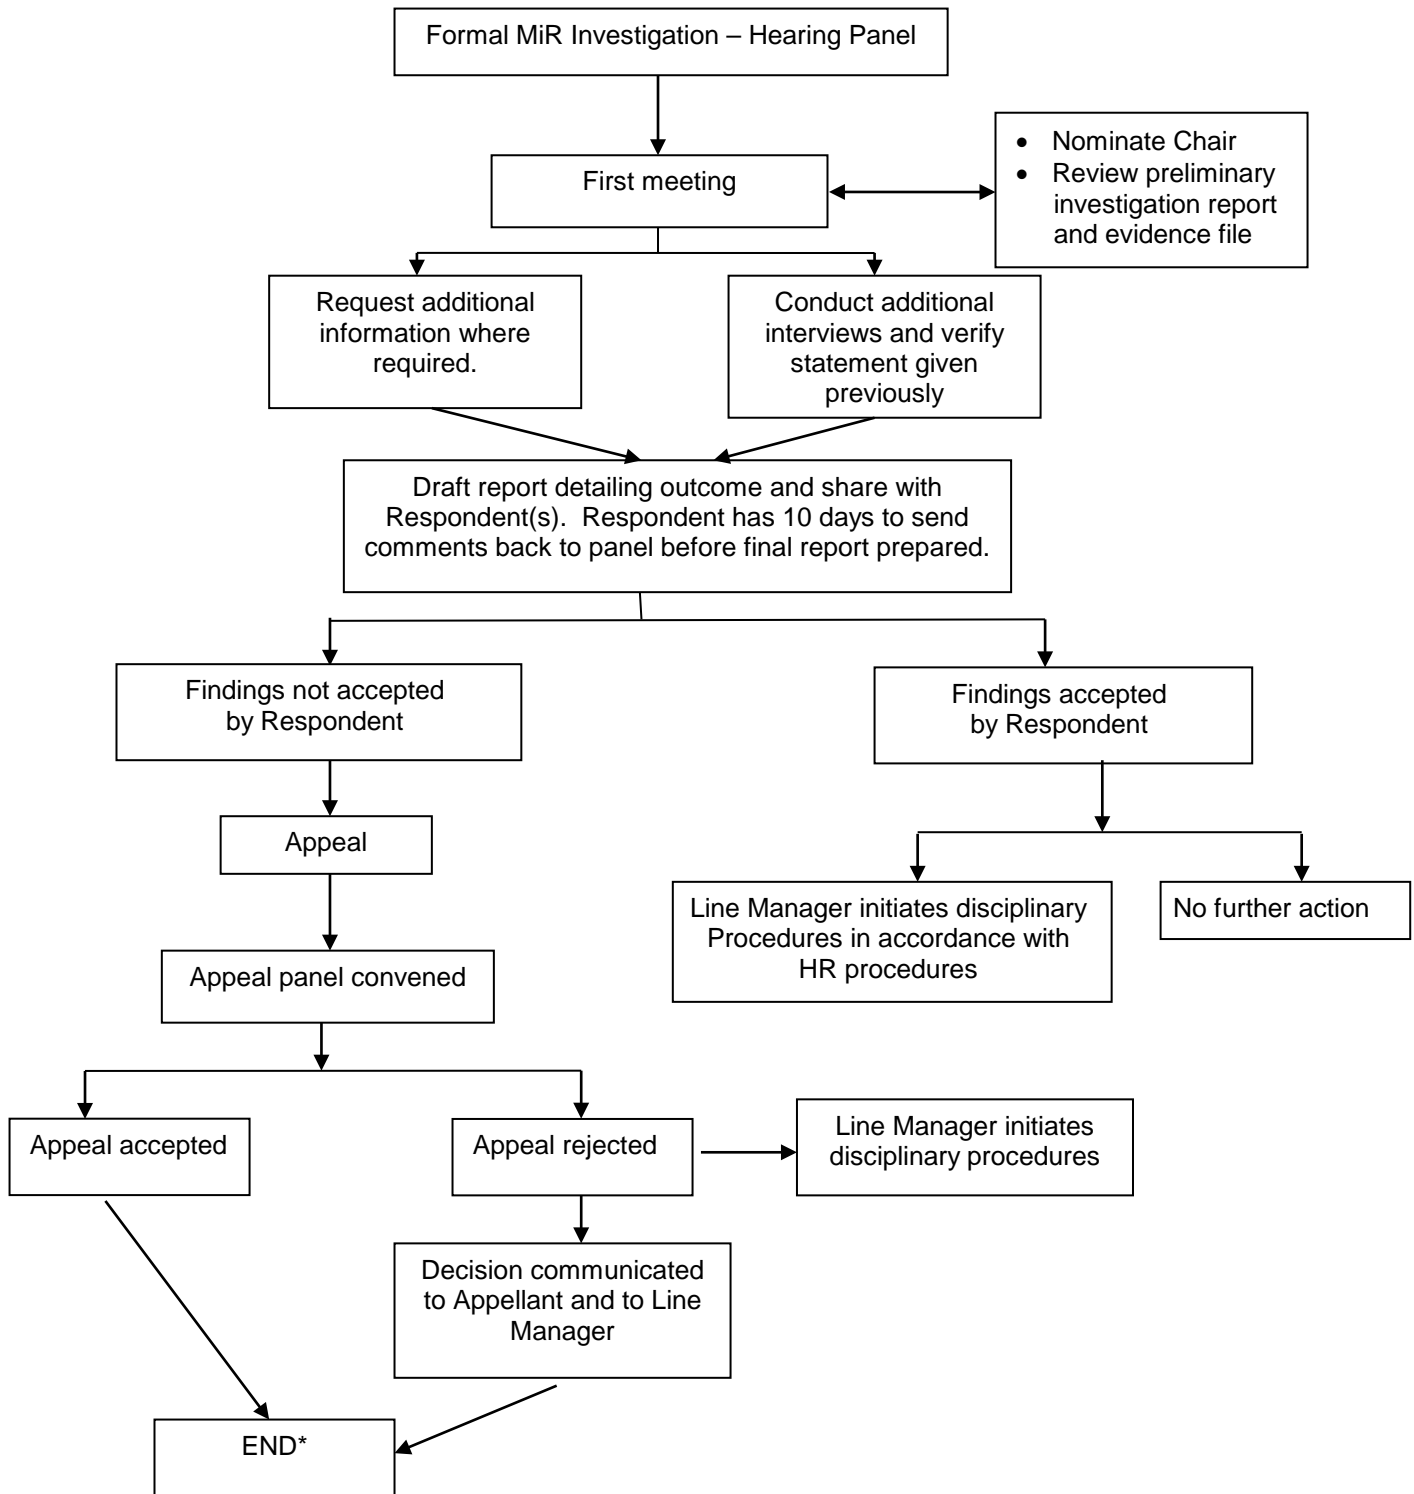 Formal MiR Investigation – Hearing Panel
First meeting
• Nominate Chair
• Review preliminary
investigation report
and evidence file
Request additional
information where
required.
Conduct additional
interviews and verify
statement given
previously
Draft report detailing outcome and share with
Respondent(s).  Respondent has 10 days to send
comments back to panel before final report prepared.
Findings not accepted
by Respondent
Findings accepted
by Respondent
Appeal
Line Manager initiates disciplinary
Procedures in accordance with
HR procedures
No further action
Appeal panel convened
Appeal accepted
Appeal rejected
Line Manager initiates
disciplinary procedures
Decision communicated
to Appellant and to Line
Manager
END*